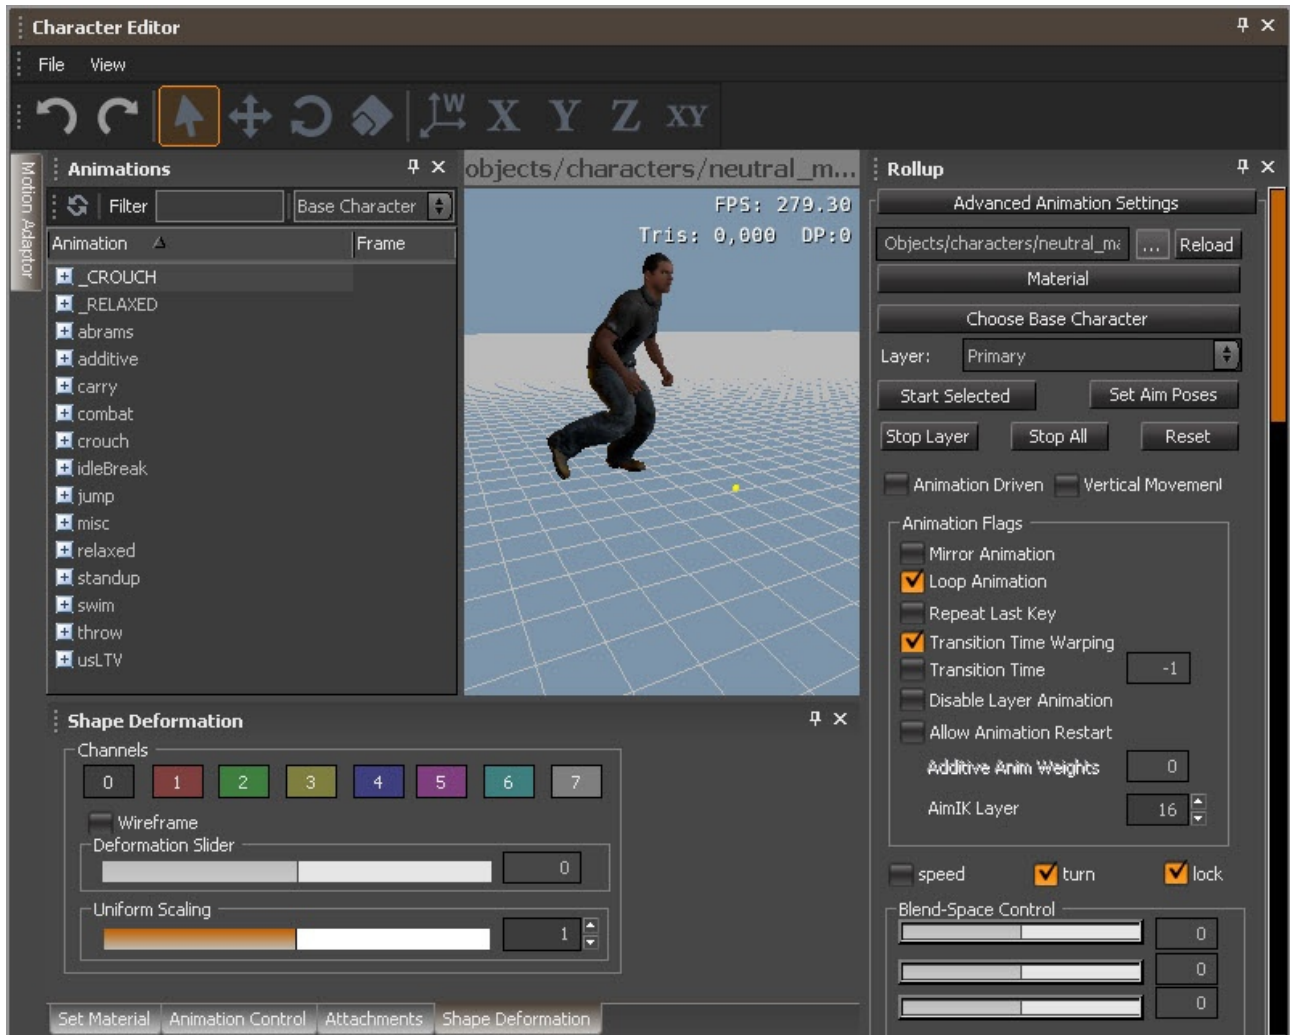 Character Editor
File View
W X Y Z XY
Motion Adaptor
Animations
Filter Base Character
Animation Frame
_CROUCH
_RELAXED
abrams
additive
carry
combat
crouch
idleBreak
jump
misc
relaxed
standup
swim
throw
usLTV
objects/characters/neutral_m...
FPS: 279.30
Tris: 0,000 DP:0
Rollup
Advanced Animation Settings
Objects/characters/neutral_ma ... Reload
Material
Choose Base Character
Layer: Primary
Start Selected Set Aim Poses
Stop Layer Stop All Reset
Animation Driven Vertical Movement
Animation Flags
Mirror Animation
Loop Animation
Repeat Last Key
Transition Time Warping
Transition Time -1
Disable Layer Animation
Allow Animation Restart
Additive Anim Weights 0
AimIK Layer 16
speed turn lock
Blend-Space Control
0
0
0
Shape Deformation
Channels
0 1 2 3 4 5 6 7
Wireframe
Deformation Slider
0
Uniform Scaling
1
Set Material Animation Control Attachments Shape Deformation